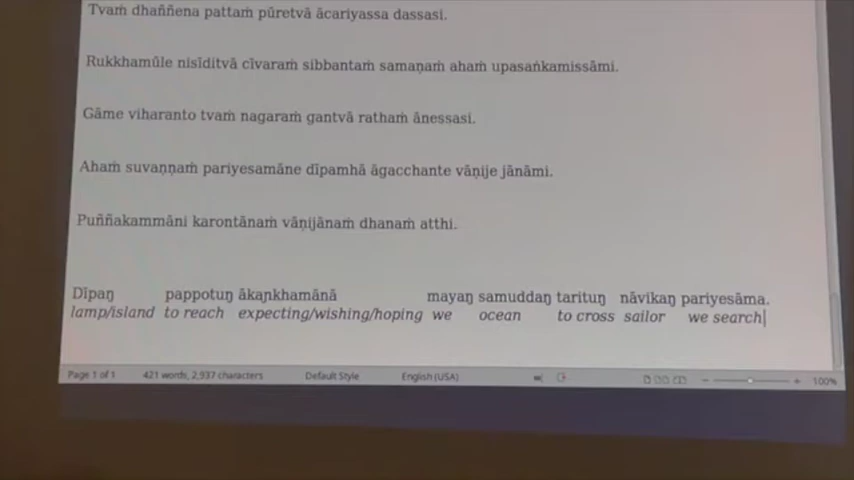 Tvaṁ dhaññena pattaṁ pūretvā ācariyassa dassasi.
Rukkhamūle nisīditvā cīvaraṁ sibbantaṁ samaṇaṁ ahaṁ upasaṅkamissāmi.
Gāme viharanto tvaṁ nagaraṁ gantvā rathaṁ ānessasi.
Ahaṁ suvaṇṇaṁ pariyesamāne dīpamhā āgacchante vāṇije jānāmi.
Puññakammāni karontānaṁ vāṇijānaṁ dhanaṁ atthi.
Dīpaŋ pappotuŋ ākaņkhamānā mayaŋ samuddaŋ tarituŋ nāvikaŋ pariyesāma.
lamp/island to reach expecting/wishing/hoping we ocean to cross sailor we search
Page 1 of 1 421 words, 2,937 characters Default Style English (USA) 100%